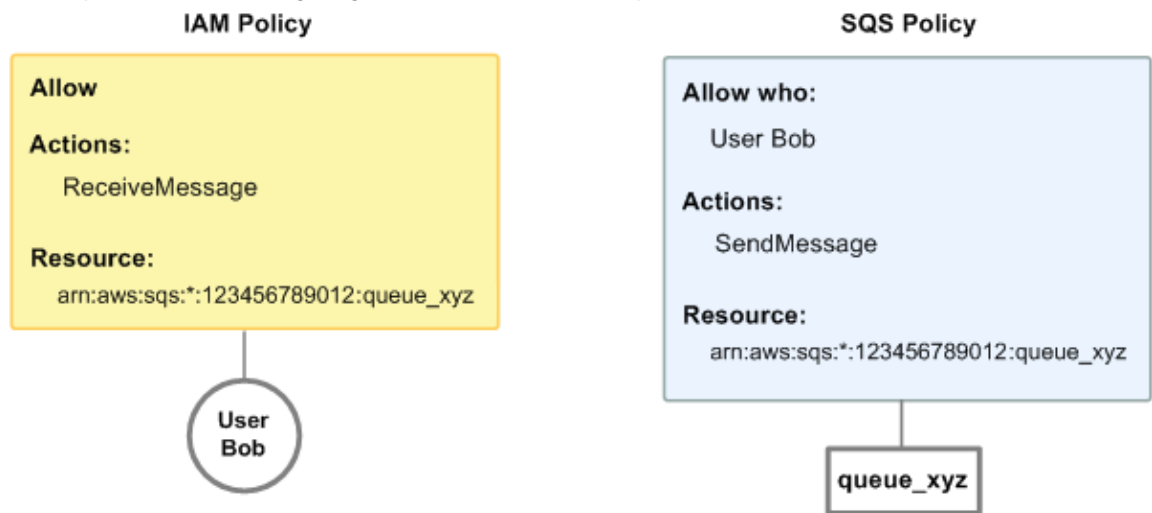 IAM Policy
Allow
Actions:
ReceiveMessage
Resource:
arn:aws:sqs:*:123456789012:queue_xyz
User
Bob
SQS Policy
Allow who:
User Bob
Actions:
SendMessage
Resource:
arn:aws:sqs:*:123456789012:queue_xyz
queue_xyz